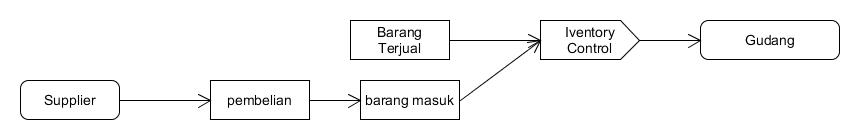 Barang
Terjual
Iventory
Control
Gudang
Supplier
pembelian
barang masuk